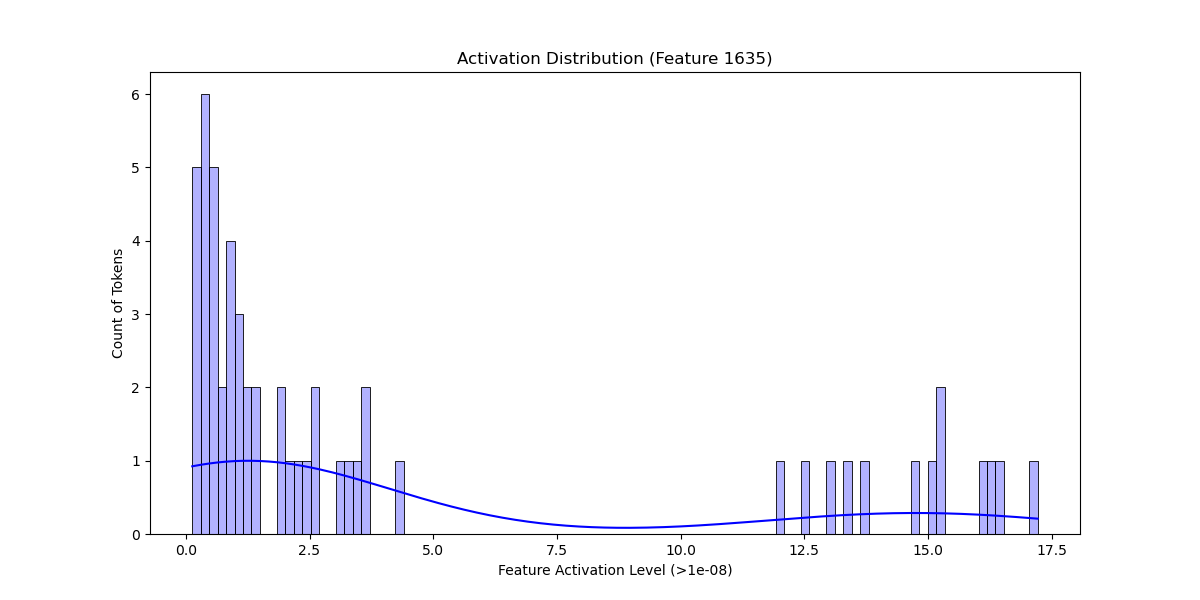 Activation Distribution (Feature 1635)
6
5
4
3
2
1
0
Count of Tokens
0.0 2.5 5.0 7.5 10.0 12.5 15.0 17.5
Feature Activation Level (>1e-08)